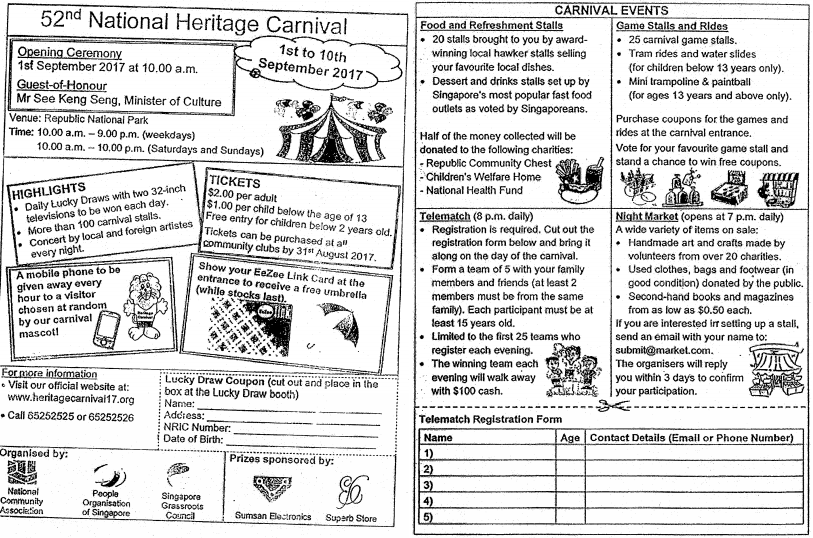 52nd National Heritage Carnival
Opening Ceremony
1st September 2017 at 10.00 a.m.
Guest-of-Honour
Mr See Keng Seng, Minister of Culture
1st to 10th
September 2017
Venue: Republic National Park
Time: 10.00 a.m. – 9.00 p.m. (weekdays)
10.00 a.m. – 10.00 p.m. (Saturdays and Sundays)
HIGHLIGHTS
• Daily Lucky Draws with two 32-inch
televisions to be won each day.
• More than 100 carnival stalls.
• Concert by local and foreign artistes
every night.
TICKETS
$2.00 per adult
$1.00 per child below the age of 13
Free entry for children below 2 years old.
Tickets can be purchased at all
community clubs by 31st August 2017.
A mobile phone to be
given away every
hour to a visitor
chosen at random
by our carnival
mascot!
Show your EeZee Link Card at the
entrance to receive a free umbrella
(while stocks last).
EeZee
For more information
• Visit our official website at:
www.heritagecarnival17.org
• Call 65252525 or 65252526
Lucky Draw Coupon (cut out and place in the
box at the Lucky Draw booth)
Name:
Address:
NRIC Number:
Date of Birth:
Organised by:
National
Community
Association
People
Organisation
of Singapore
Singapore
Grassroots
Council
Prizes sponsored by:
Sumsan Electronics
Superb Store
CARNIVAL EVENTS
Food and Refreshment Stalls
• 20 stalls brought to you by award-
winning local hawker stalls selling
your favourite local dishes.
• Dessert and drinks stalls set up by
Singapore's most popular fast food
outlets as voted by Singaporeans.
Half of the money collected will be
donated to the following charities:
- Republic Community Chest
- Children's Welfare Home
- National Health Fund
Game Stalls and Rides
• 25 carnival game stalls.
• Tram rides and water slides
(for children below 13 years only).
• Mini trampoline & paintball
(for ages 13 years and above only).
Purchase coupons for the games and
rides at the carnival entrance.
Vote for your favourite game stall and
stand a chance to win free coupons.
Telematch (8 p.m. daily)
• Registration is required. Cut out the
registration form below and bring it
along on the day of the carnival.
• Form a team of 5 with your family
members and friends (at least 2
members must be from the same
family). Each participant must be at
least 15 years old.
• Limited to the first 25 teams who
register each evening.
• The winning team each
evening will walk away
with $100 cash.
Night Market (opens at 7 p.m. daily)
A wide variety of items on sale:
• Handmade art and crafts made by
volunteers from over 20 charities.
• Used clothes, bags and footwear (in
good condition) donated by the public.
• Second-hand books and magazines
from as low as $0.50 each.
If you are interested in setting up a stall,
send an email with your name to:
submit@market.com.
The organisers will reply
you within 3 days to confirm
your participation.
Telematch Registration Form
Name Age Contact Details (Email or Phone Number)
1)
2)
3)
4)
5)